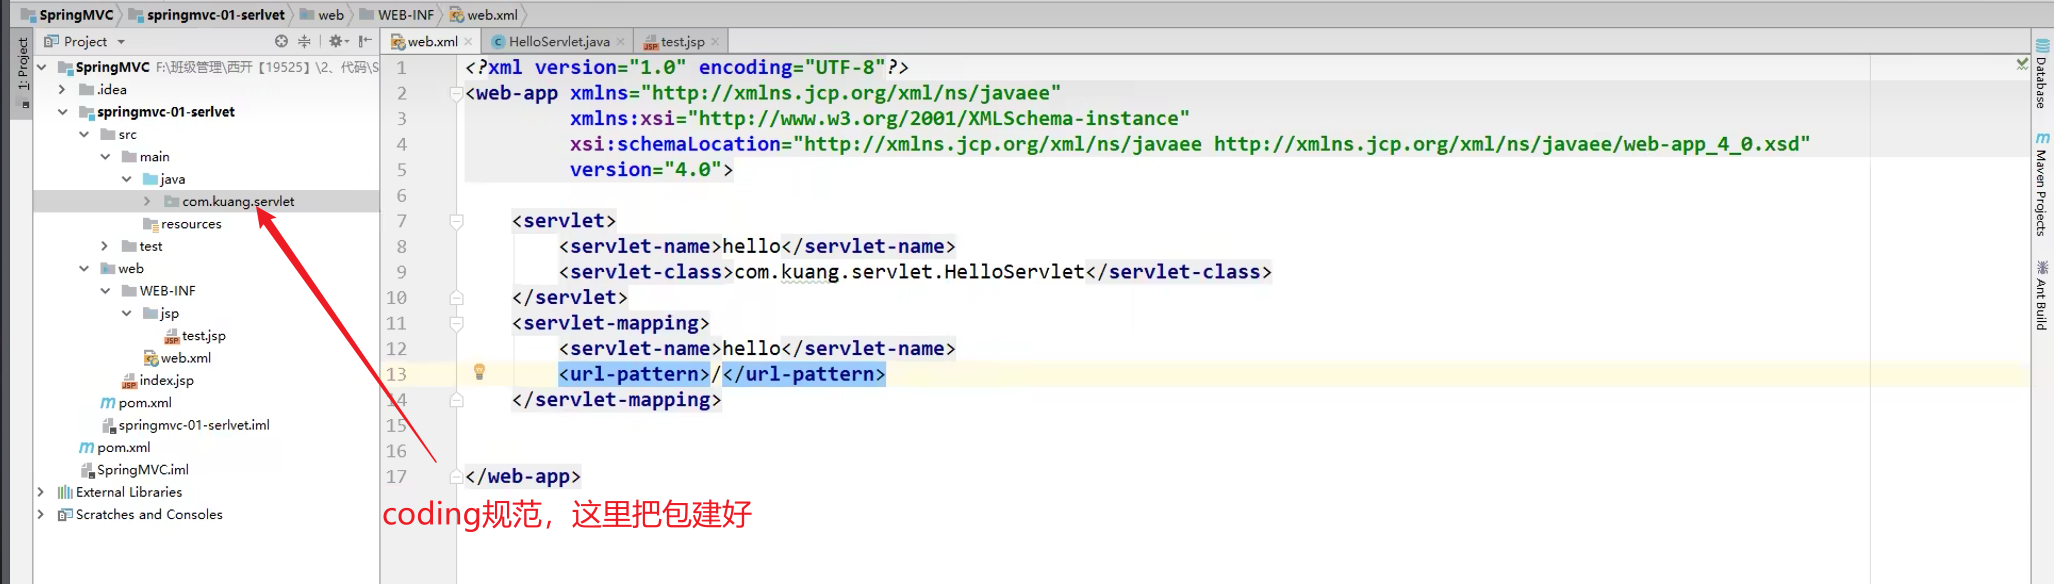 SpringMVC springmvc-01-serlvet web WEB-INF web.xml
1: Project
Project
SpringMVC F:\班级管理\西开【19525】\2、代码\S
.idea
springmvc-01-serlvet
src
main
java
com.kuang.servlet
resources
test
web
WEB-INF
jsp
test.jsp
web.xml
index.jsp
pom.xml
springmvc-01-serlvet.iml
pom.xml
SpringMVC.iml
External Libraries
Scratches and Consoles
web.xml HelloServlet.java test.jsp
1 <?xml version="1.0" encoding="UTF-8"?>
2 <web-app xmlns="http://xmlns.jcp.org/xml/ns/javaee"
3 xmlns:xsi="http://www.w3.org/2001/XMLSchema-instance"
4 xsi:schemaLocation="http://xmlns.jcp.org/xml/ns/javaee http://xmlns.jcp.org/xml/ns/javaee/web-app_4_0.xsd"
5 version="4.0">
6
7 <servlet>
8 <servlet-name>hello</servlet-name>
9 <servlet-class>com.kuang.servlet.HelloServlet</servlet-class>
10 </servlet>
11 <servlet-mapping>
12 <servlet-name>hello</servlet-name>
13 <url-pattern>/</url-pattern>
14 </servlet-mapping>
15
16
17 </web-app>
coding规范，这里把包建好
Database
Maven Projects
Ant Build